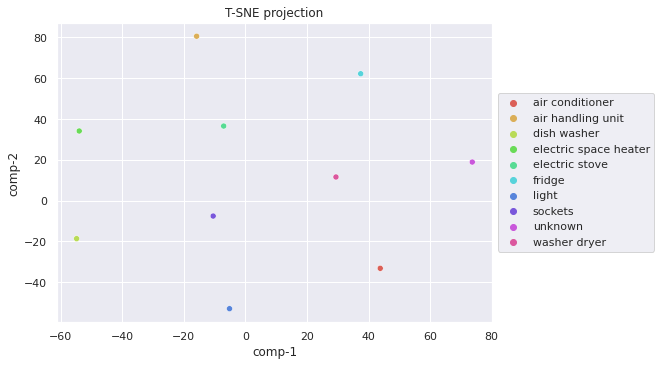 T-SNE projection
80
60
40
20
0
−20
−40
comp-2
−60
−40
−20
0
20
40
60
80
comp-1
air conditioner
air handling unit
dish washer
electric space heater
electric stove
fridge
light
sockets
unknown
washer dryer